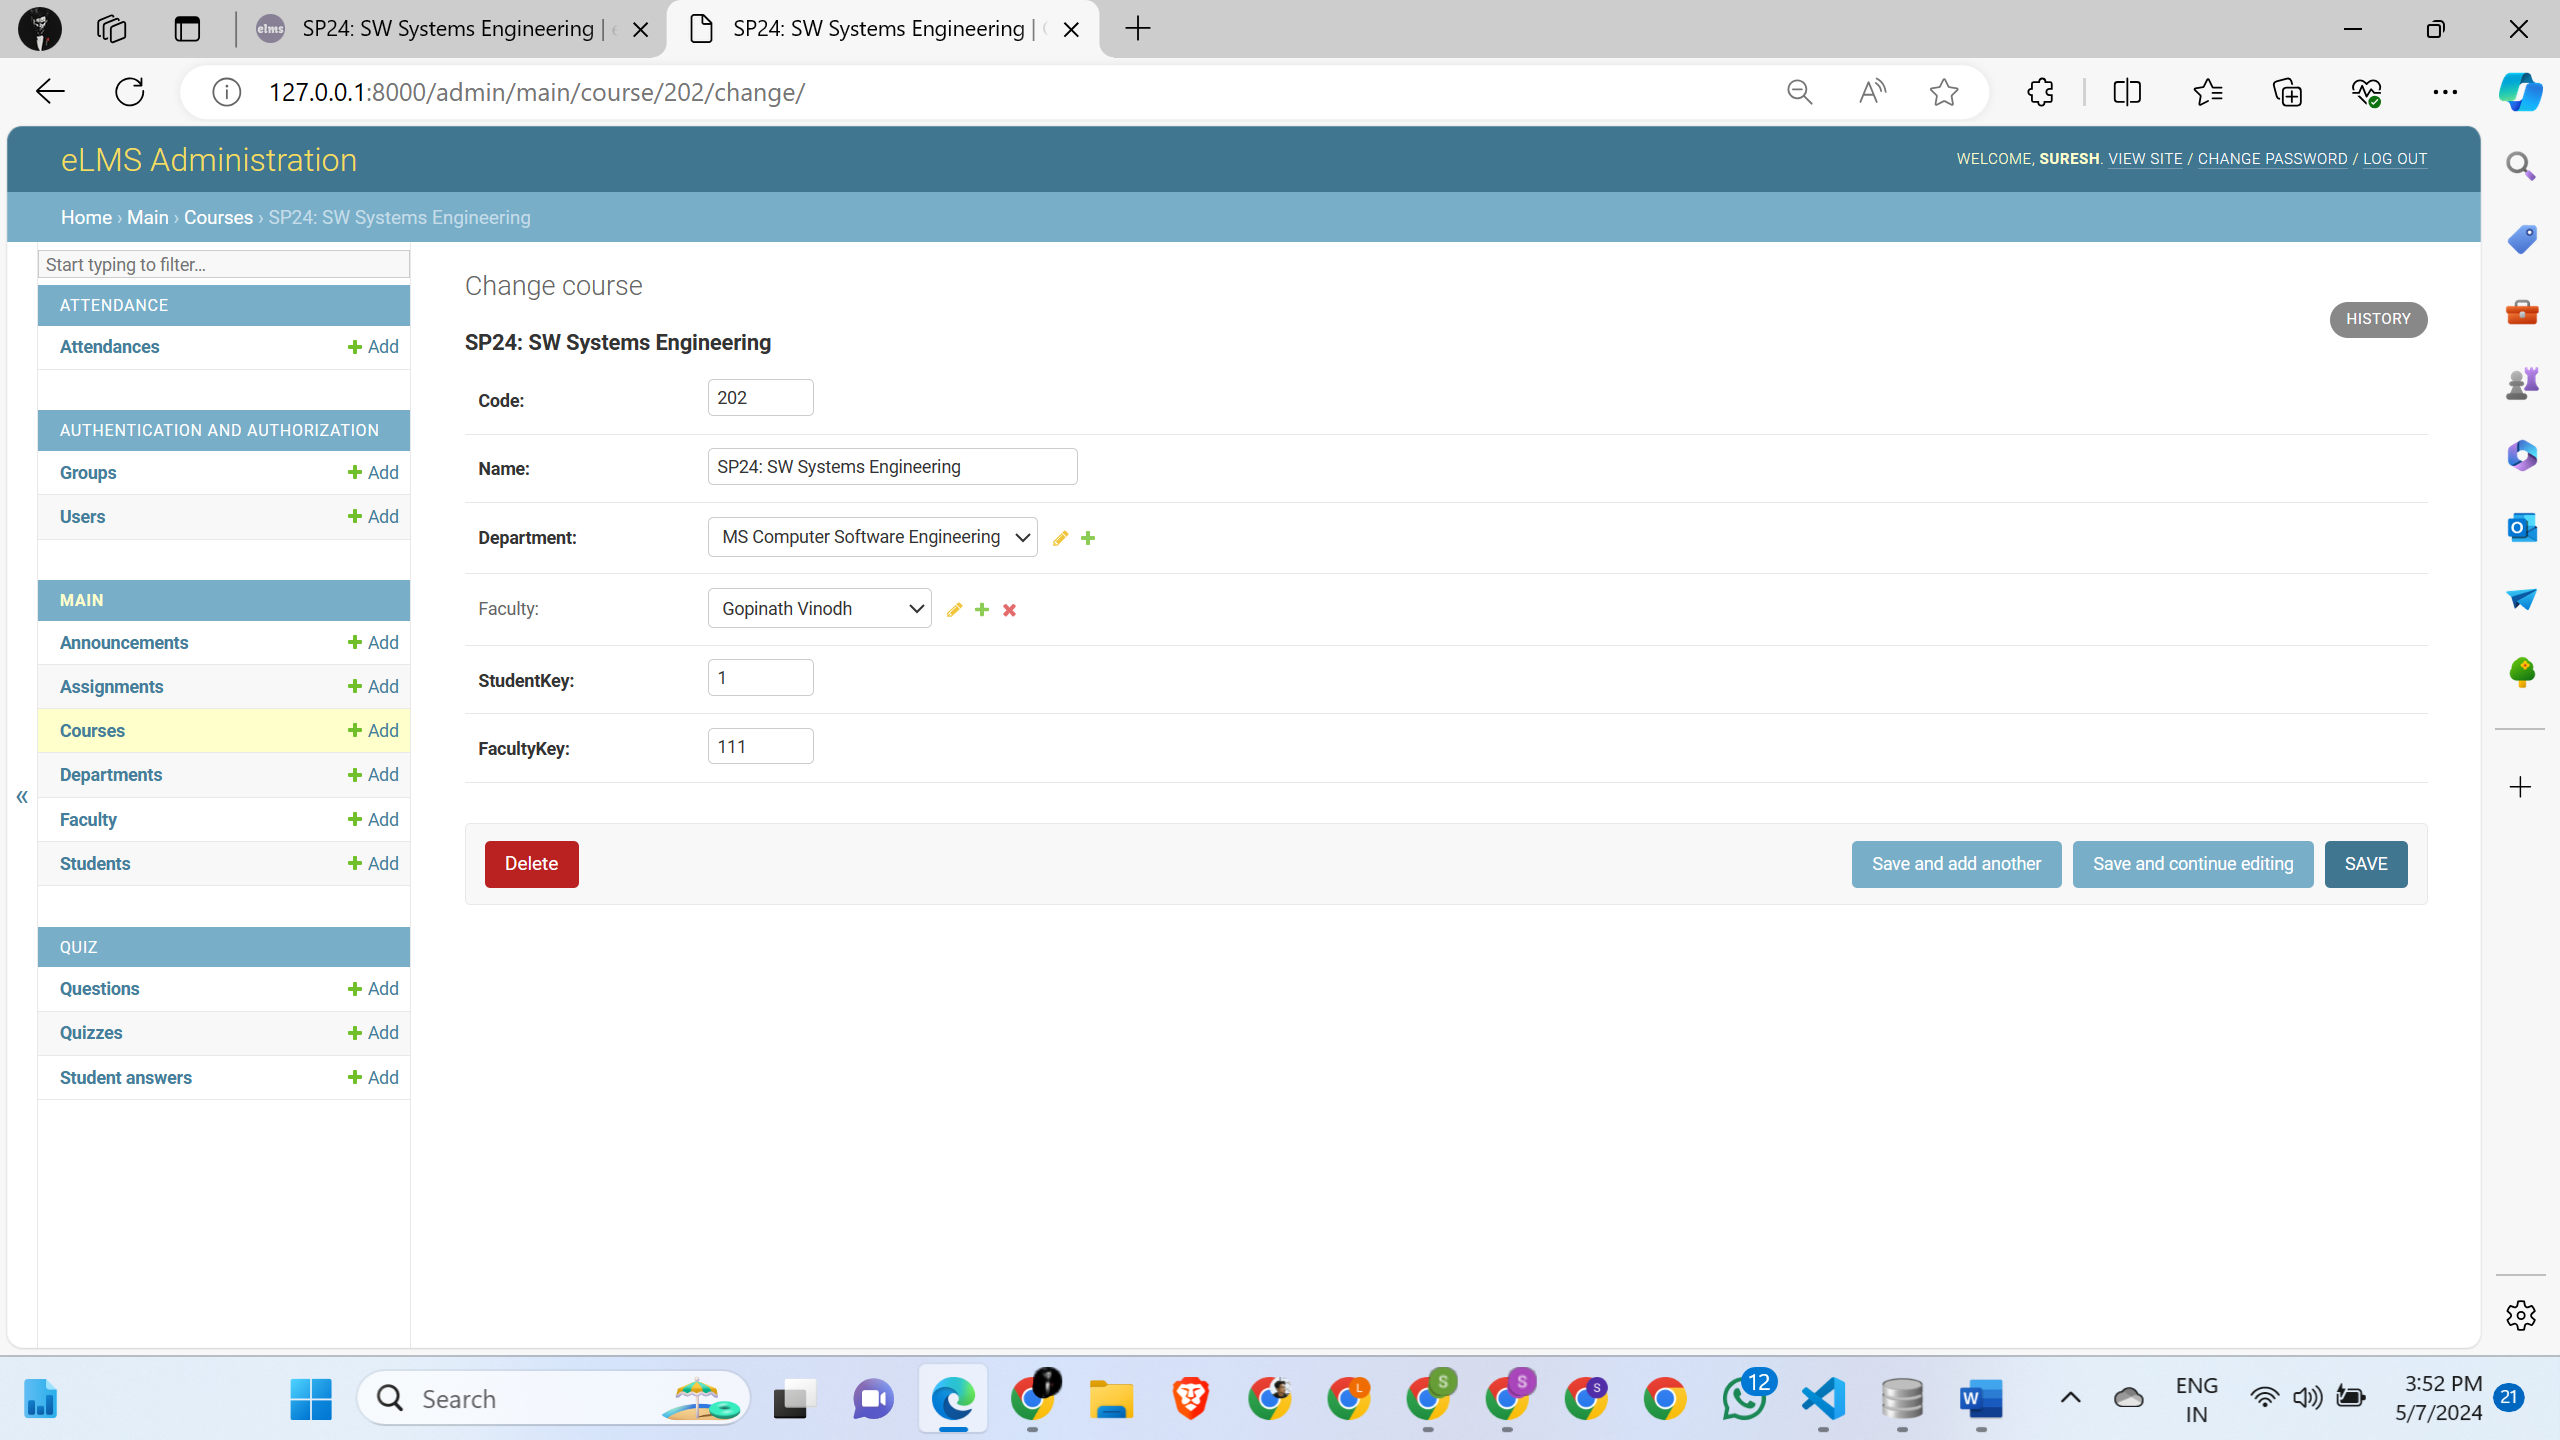 elms SP24: SW Systems Engineering |
SP24: SW Systems Engineering |
127.0.0.1:8000/admin/main/course/202/change/
eLMS Administration
WELCOME, SURESH. VIEW SITE / CHANGE PASSWORD / LOG OUT
Home › Main › Courses › SP24: SW Systems Engineering
Start typing to filter...
ATTENDANCE
Attendances Add
AUTHENTICATION AND AUTHORIZATION
Groups Add
Users Add
MAIN
Announcements Add
Assignments Add
Courses Add
Departments Add
Faculty Add
Students Add
QUIZ
Questions Add
Quizzes Add
Student answers Add
«
Change course
HISTORY
SP24: SW Systems Engineering
Code: 202
Name: SP24: SW Systems Engineering
Department: MS Computer Software Engineering
Faculty: Gopinath Vinodh
StudentKey: 1
FacultyKey: 111
Delete
Save and add another
Save and continue editing
SAVE
Search
L
S
S
S
12
W
ENG
IN
3:52 PM
5/7/2024
21